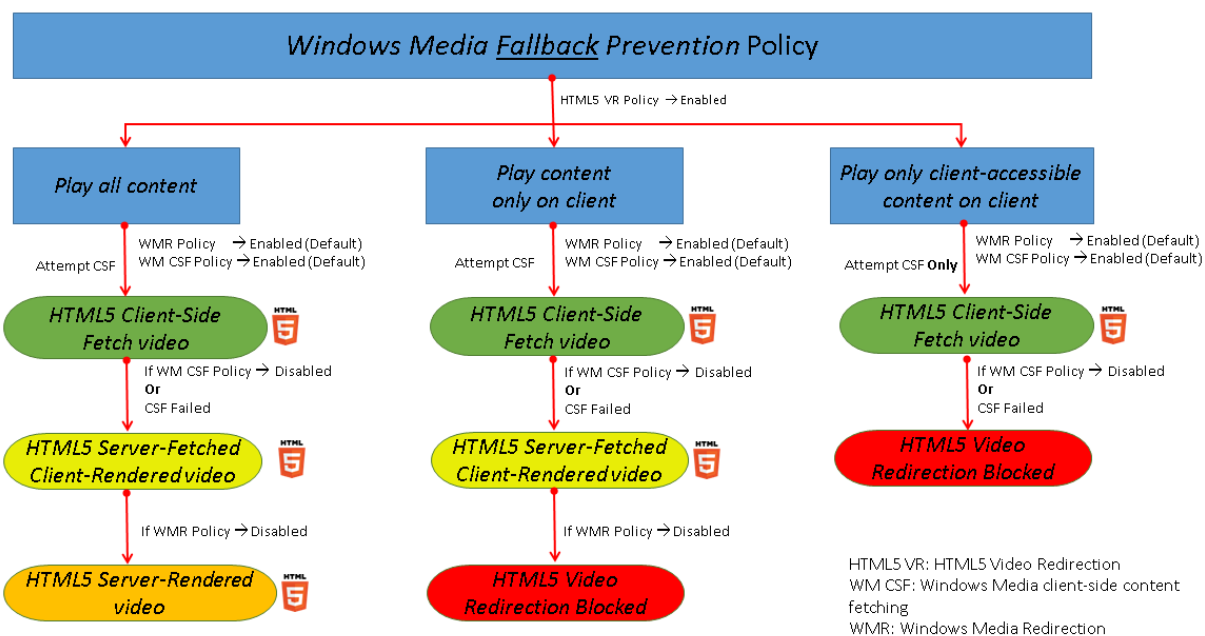 Windows Media Fallback Prevention Policy
HTML5 VR Policy → Enabled
Play all content
WMR Policy → Enabled (Default)
WM CSF Policy → Enabled (Default)
Attempt CSF
HTML
5
HTML5 Client-Side
Fetch video
If WM CSF Policy → Disabled
Or
CSF Failed
HTML
5
HTML5 Server-Fetched
Client-Rendered video
If WMR Policy → Disabled
HTML
5
HTML5 Server-Rendered
video
Play content
only on client
WMR Policy → Enabled (Default)
WM CSF Policy → Enabled (Default)
Attempt CSF
HTML
5
HTML5 Client-Side
Fetch video
If WM CSF Policy → Disabled
Or
CSF Failed
HTML
5
HTML5 Server-Fetched
Client-Rendered video
If WMR Policy → Disabled
HTML5 Video
Redirection Blocked
Play only client-accessible
content on client
WMR Policy → Enabled (Default)
WM CSF Policy → Enabled (Default)
Attempt CSF Only
HTML
5
HTML5 Client-Side
Fetch video
If WM CSF Policy → Disabled
Or
CSF Failed
HTML5 Video
Redirection Blocked
HTML5 VR: HTML5 Video Redirection
WM CSF: Windows Media client-side content
fetching
WMR: Windows Media Redirection